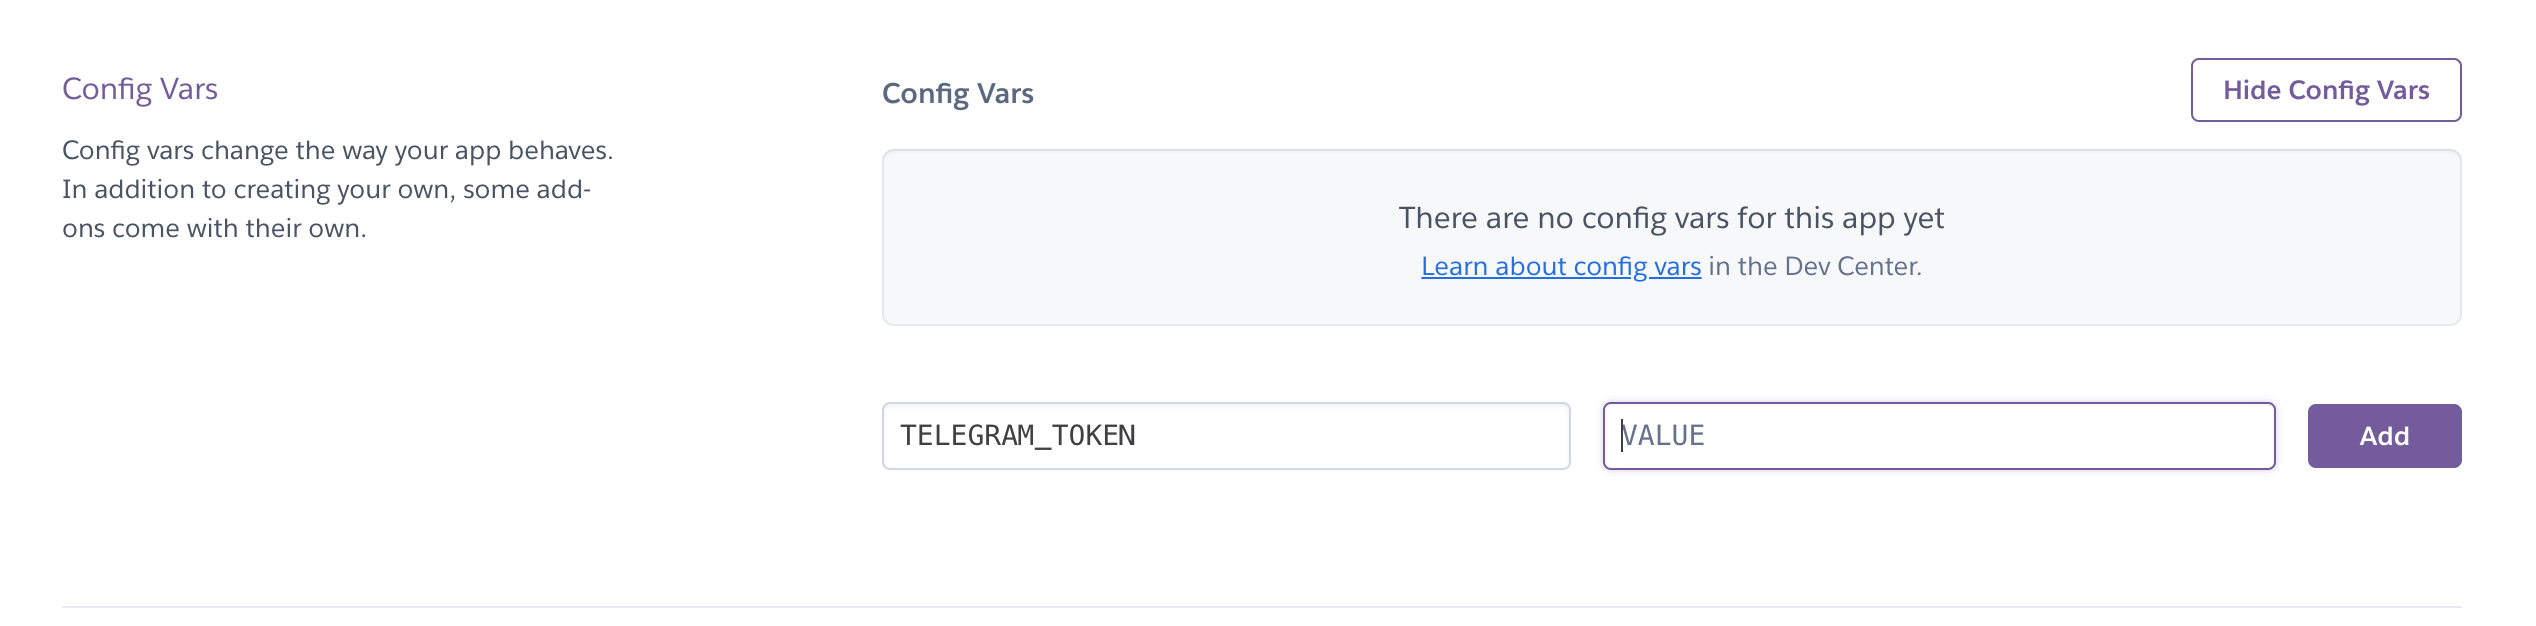 Config Vars
Config vars change the way your app behaves.
In addition to creating your own, some add-
ons come with their own.
Config Vars
Hide Config Vars
There are no config vars for this app yet
Learn about config vars in the Dev Center.
TELEGRAM_TOKEN
VALUE
Add